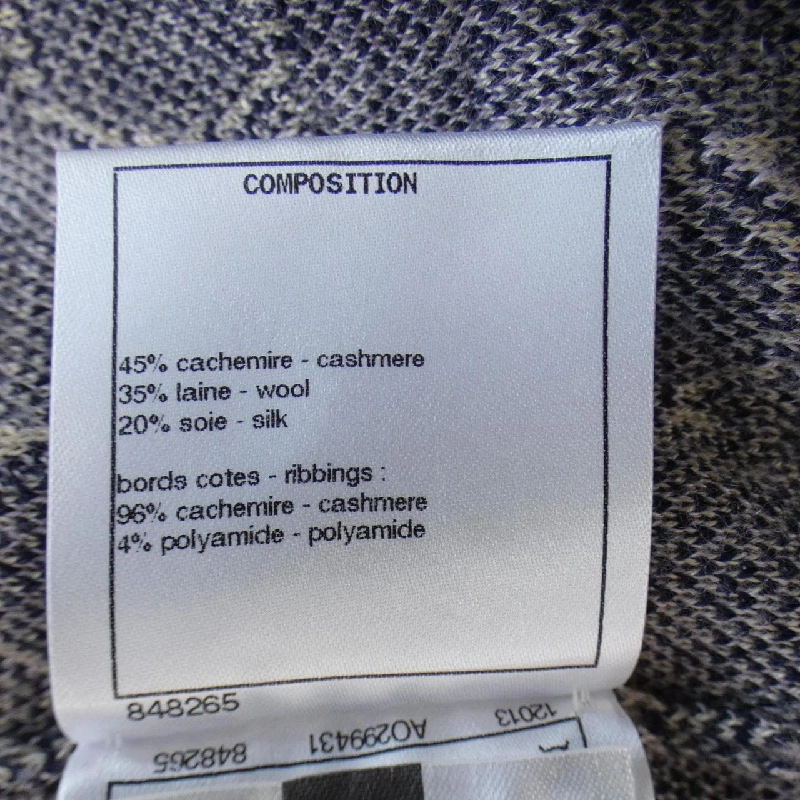 COMPOSITION
45% cachemire - cashmere
35% laine - wool
20% soie - silk
bords cotes - ribbings :
96% cachemire - cashmere
4% polyamide - polyamide
848265
12013 AO299431 848265